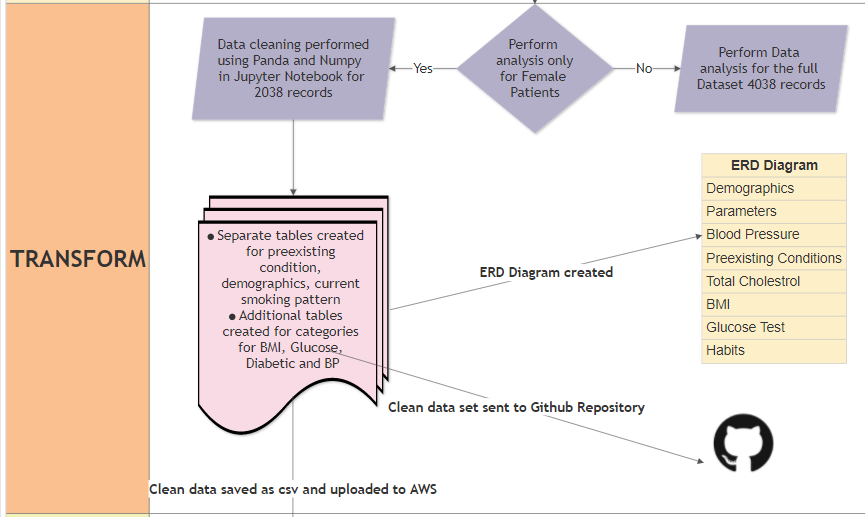 TRANSFORM
Data cleaning performed
using Panda and Numpy
in Jupyter Notebook for
2038 records
Yes
Perform
analysis only
for Female
Patients
No
Perform Data
analysis for the full
Dataset 4038 records
● Separate tables created
for preexisting
condition,
demographics, current
smoking pattern
● Additional tables
created for categories
for BMI, Glucose,
Diabetic and BP
ERD Diagram created
ERD Diagram
Demographics
Parameters
Blood Pressure
Preexisting Conditions
Total Cholestrol
BMI
Glucose Test
Habits
Clean data set sent to Github Repository
Clean data saved as csv and uploaded to AWS